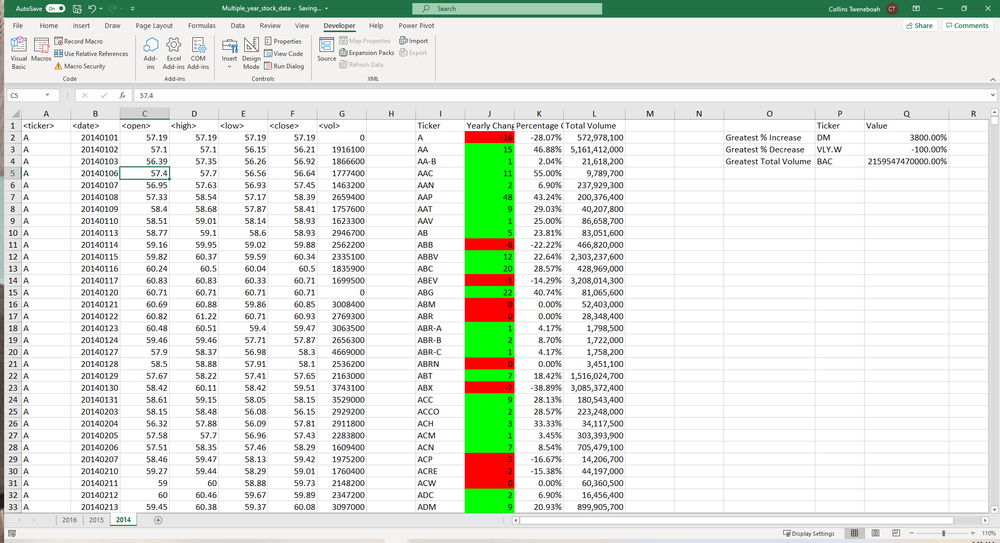 AutoSave On Multiple_year_stock_data - Saving... Search Collins Tweneboah CT
File Home Insert Draw Page Layout Formulas Data Review View Developer Help Power Pivot Share Comments
Visual Basic Macros Record Macro Use Relative References Macro Security Code
Add-ins Excel Add-ins COM Add-ins Add-ins
Insert Design Mode Properties View Code Run Dialog Controls
Source Map Properties Expansion Packs Refresh Data Import Export XML
C5 fx 57.4
A B C D E F G H I J K L M N O P Q R
1 <ticker> <date> <open> <high> <low> <close> <vol> Ticker Yearly Chang Percentage Total Volume Ticker Value
2 A 20140101 57.19 57.19 57.19 57.19 0 A -16 -28.07% 572,978,100 Greatest % Increase DM 3800.00%
3 A 20140102 57.1 57.1 56.15 56.21 1916100 AA 15 46.88% 5,161,412,000 Greatest % Decrease VLY.W -100.00%
4 A 20140103 56.39 57.35 56.26 56.92 1866600 AA-B 1 2.04% 21,618,200 Greatest Total Volume BAC 2159547470000.00%
5 A 20140106 57.4 57.7 56.56 56.64 1777400 AAC 11 55.00% 9,789,700
6 A 20140107 56.95 57.63 56.93 57.45 1463200 AAN 2 6.90% 237,929,300
7 A 20140108 57.33 58.54 57.17 58.39 2659400 AAP 48 43.24% 200,376,400
8 A 20140109 58.4 58.68 57.87 58.41 1757600 AAT 9 29.03% 40,207,800
9 A 20140110 58.51 59.01 58.14 58.93 1623300 AAV 1 25.00% 86,658,700
10 A 20140113 58.77 59.1 58.6 58.93 2946700 AB 5 23.81% 83,051,600
11 A 20140114 59.16 59.95 59.02 59.88 2562200 ABB -6 -22.22% 466,820,000
12 A 20140115 59.82 60.37 59.59 60.34 2335100 ABBV 12 22.64% 2,303,237,600
13 A 20140116 60.24 60.5 60.04 60.5 1835900 ABC 20 28.57% 428,969,000
14 A 20140117 60.83 60.83 60.33 60.71 1699500 ABEV -1 -14.29% 3,208,014,300
15 A 20140120 60.71 60.71 60.71 60.71 0 ABG 22 40.74% 81,065,600
16 A 20140121 60.69 60.88 59.86 60.85 3008400 ABM 0 0.00% 52,403,000
17 A 20140122 60.82 61.22 60.71 60.93 2769300 ABR 0 0.00% 28,348,400
18 A 20140123 60.48 60.51 59.4 59.47 3063500 ABR-A 1 4.17% 1,798,500
19 A 20140124 59.46 59.46 57.71 57.87 2656300 ABR-B 2 8.70% 1,722,000
20 A 20140127 57.9 58.37 56.98 58.3 4669000 ABR-C 1 4.17% 1,758,200
21 A 20140128 58.5 58.88 57.91 58.1 2536200 ABRN 0 0.00% 3,451,100
22 A 20140129 57.67 58.22 57.41 57.65 2163000 ABT 7 18.42% 1,516,024,700
23 A 20140130 58.42 60.11 58.42 59.51 3743100 ABX -7 -38.89% 3,085,372,400
24 A 20140131 58.61 59.15 58.05 58.15 3529000 ACC 9 28.13% 180,543,400
25 A 20140203 58.15 58.48 56.08 56.15 2929200 ACCO 2 28.57% 223,248,000
26 A 20140204 56.32 57.88 56.09 57.81 2911800 ACH 3 33.33% 34,117,500
27 A 20140205 57.58 57.7 56.96 57.43 2283800 ACM 1 3.45% 303,393,900
28 A 20140206 57.51 58.35 57.46 58.29 1609400 ACN 7 8.54% 705,479,100
29 A 20140207 58.46 59.47 58.13 59.42 1975200 ACP -3 -16.67% 14,206,700
30 A 20140210 59.27 59.44 58.29 59.01 1760400 ACRE -2 -15.38% 44,197,000
31 A 20140211 59 60 58.88 59.73 2148200 ACW 0 0.00% 60,360,500
32 A 20140212 60 60.46 59.67 59.89 2347200 ADC 2 6.90% 16,456,400
33 A 20140213 59.45 60.38 59.37 60.08 3097000 ADM 9 20.93% 899,905,700
2016 2015 2014
Display Settings 110%